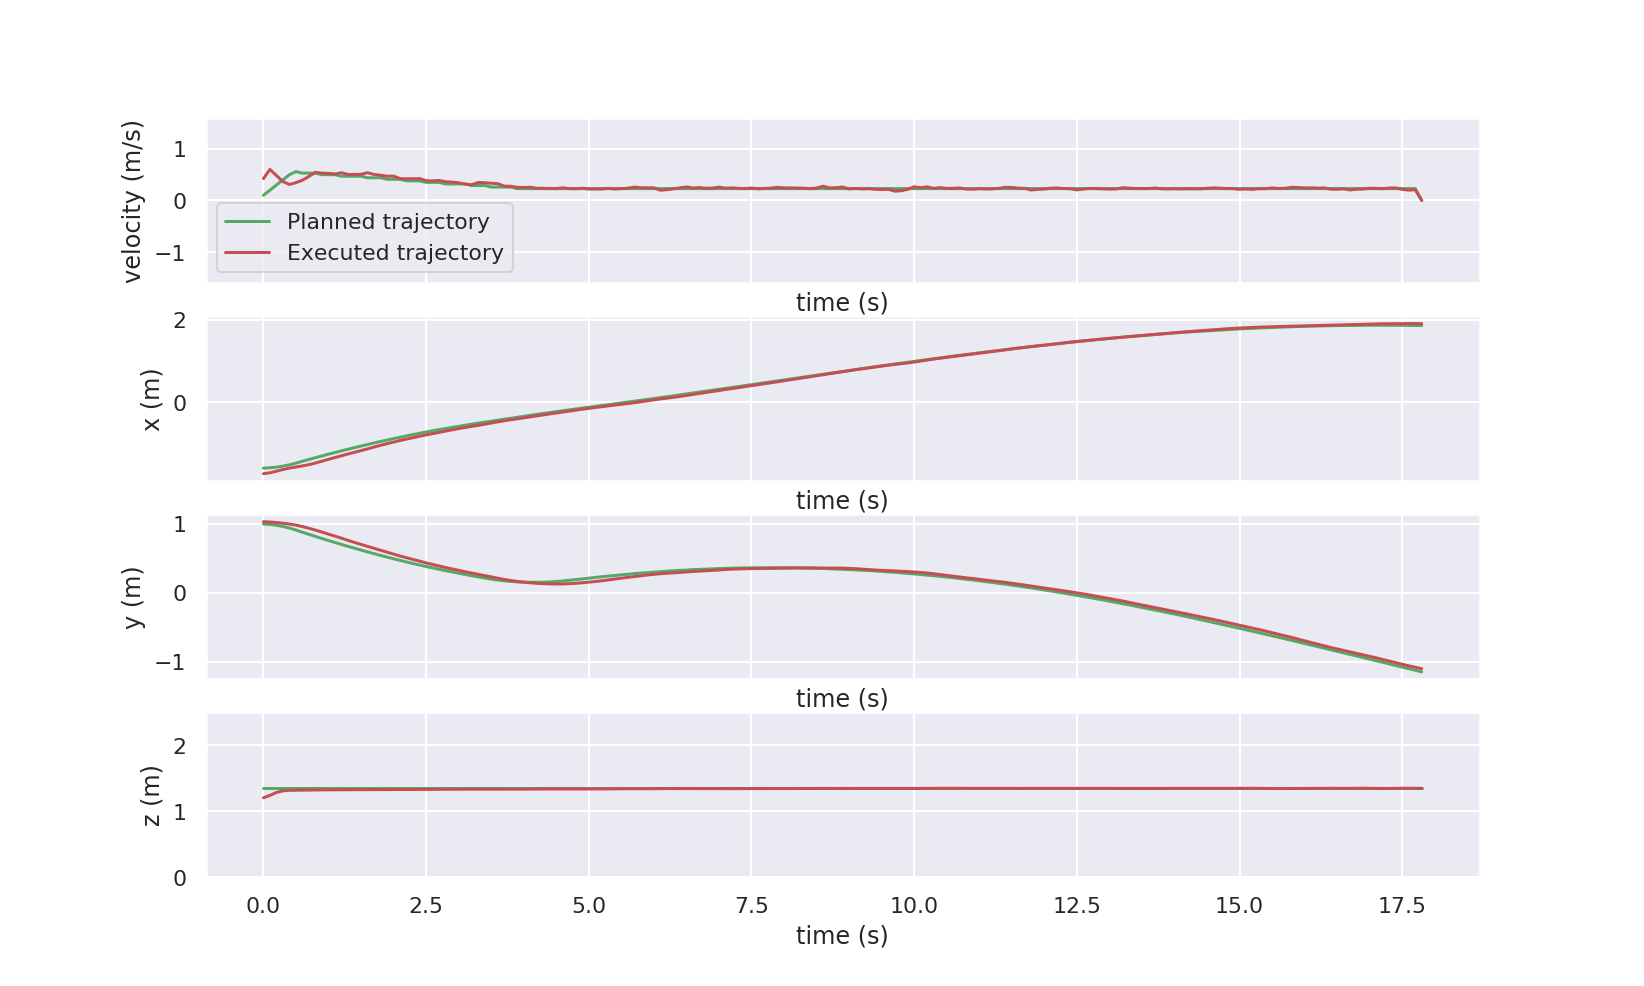 velocity (m/s)
1
0
−1
Planned trajectory
Executed trajectory
time (s)
x (m)
2
0
time (s)
y (m)
1
0
−1
time (s)
z (m)
2
1
0
0.0 2.5 5.0 7.5 10.0 12.5 15.0 17.5
time (s)